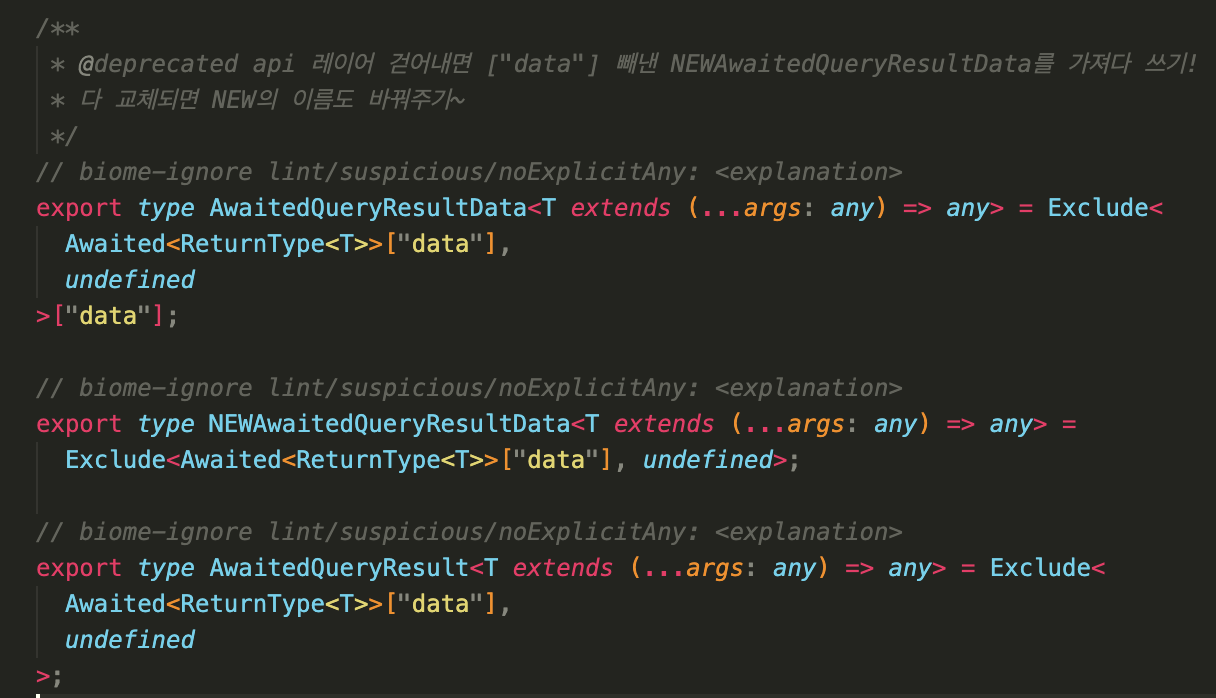 /**
 * @deprecated api 레이어 걷어내면 ["data"] 빼낸 NEWAwaitedQueryResultData를 가져다 쓰기!
 * 다 교체되면 NEW의 이름도 바꿔주가~
 */
// biome-ignore lint/suspicious/noExplicitAny: <explanation>
export type AwaitedQueryResultData<T extends (...args: any) => any> = Exclude<
  Awaited<ReturnType<T>>["data"],
  undefined
>["data"];

// biome-ignore lint/suspicious/noExplicitAny: <explanation>
export type NEWAwaitedQueryResultData<T extends (...args: any) => any> =
  Exclude<Awaited<ReturnType<T>>["data"], undefined>;

// biome-ignore lint/suspicious/noExplicitAny: <explanation>
export type AwaitedQueryResult<T extends (...args: any) => any> = Exclude<
  Awaited<ReturnType<T>>["data"],
  undefined
>;